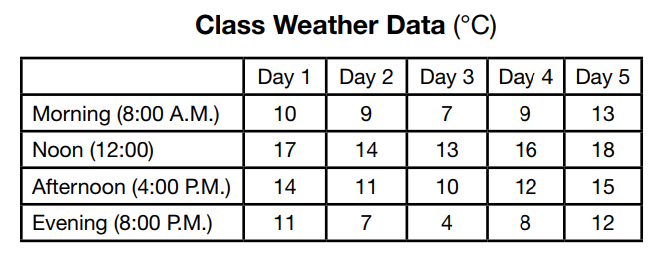 Class Weather Data (°C)
Day 1 Day 2 Day 3 Day 4 Day 5
Morning (8:00 A.M.) 10 9 7 9 13
Noon (12:00) 17 14 13 16 18
Afternoon (4:00 P.M.) 14 11 10 12 15
Evening (8:00 P.M.) 11 7 4 8 12